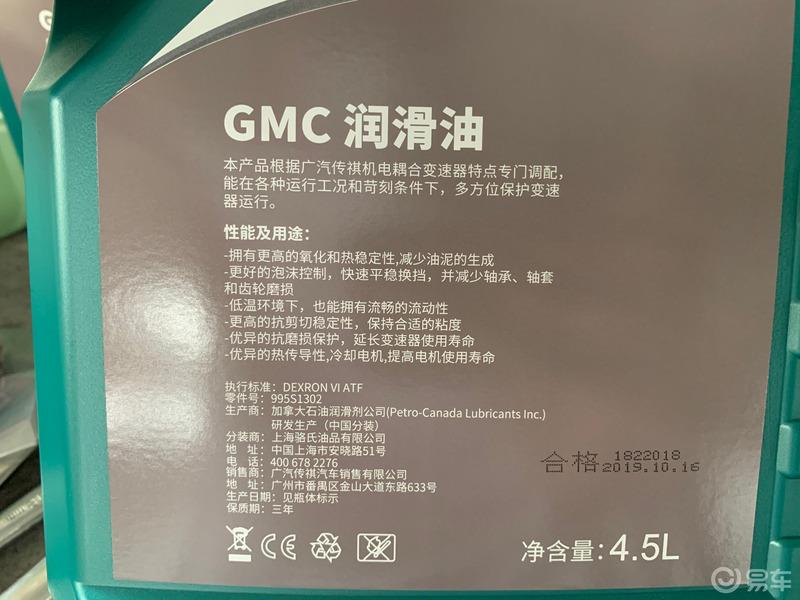 GMC 润滑油
本产品根据广汽传祺机电耦合变速器特点专门调配，
能在各种运行工况和苛刻条件下，多方位保护变速
器运行。
性能及用途：
-拥有更高的氧化和热稳定性,减少油泥的生成
-更好的泡沫控制，快速平稳换挡，并减少轴承、轴套
和齿轮磨损
-低温环境下，也能拥有流畅的流动性
-更高的抗剪切稳定性，保持合适的粘度
-优异的抗磨损保护，延长变速器使用寿命
-优异的热传导性,冷却电机,提高电机使用寿命
执行标准：DEXRON VI ATF
零件号：995S1302
生产商：加拿大石油润滑剂公司(Petro-Canada Lubricants Inc.)
研发生产（中国分装）
分装商：上海骆氏油品有限公司
地 址：中国上海市安晓路51号
电 话：400 678 2276
销售商：广汽传祺汽车销售有限公司
地 址：广州市番禺区金山大道东路633号
生产日期：见瓶体标示
保质期：三年
合格 1822018
2019.10.16
CE
净含量：4.5L
易车